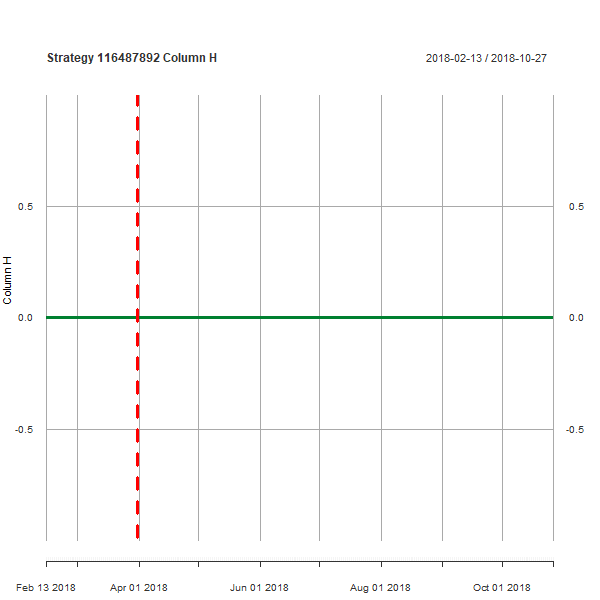 Strategy 116487892 Column H
2018-02-13 / 2018-10-27
0.5
0.5
Column H
0.0
0.0
-0.5
-0.5
Feb 13 2018
Apr 01 2018
Jun 01 2018
Aug 01 2018
Oct 01 2018